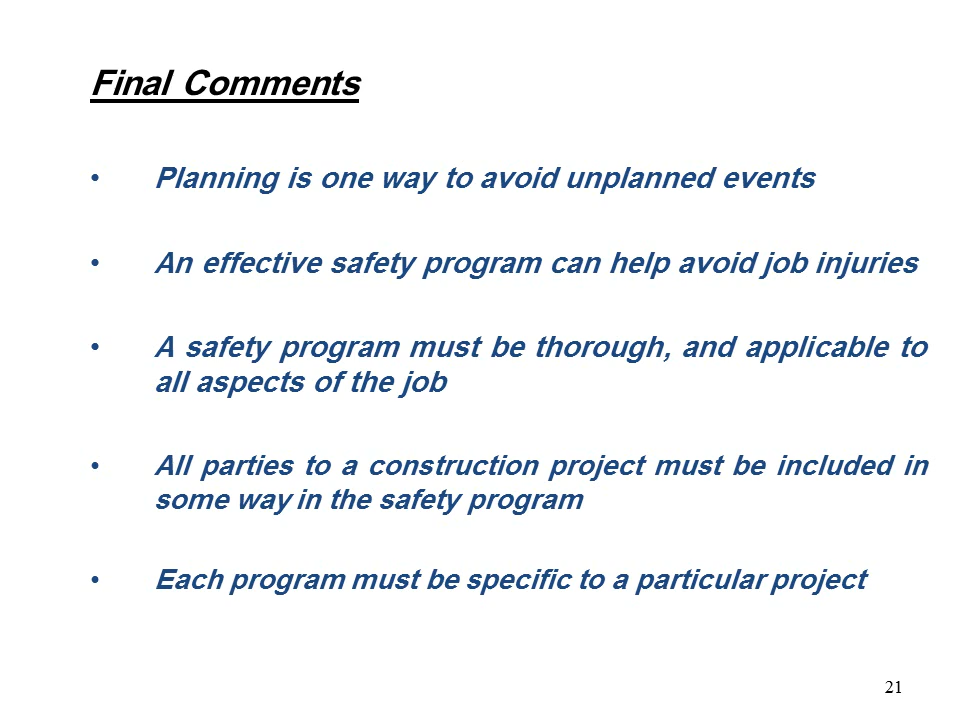 Final Comments
• Planning is one way to avoid unplanned events
• An effective safety program can help avoid job injuries
• A safety program must be thorough, and applicable to
all aspects of the job
• All parties to a construction project must be included in
some way in the safety program
• Each program must be specific to a particular project
21